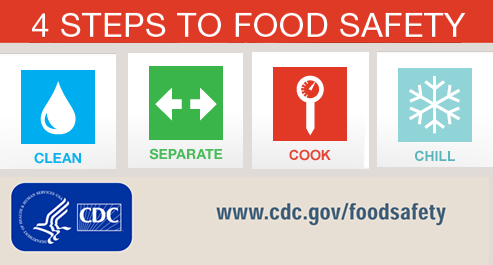 4 STEPS TO FOOD SAFETY
CLEAN
SEPARATE
COOK
CHILL
CDC
www.cdc.gov/foodsafety